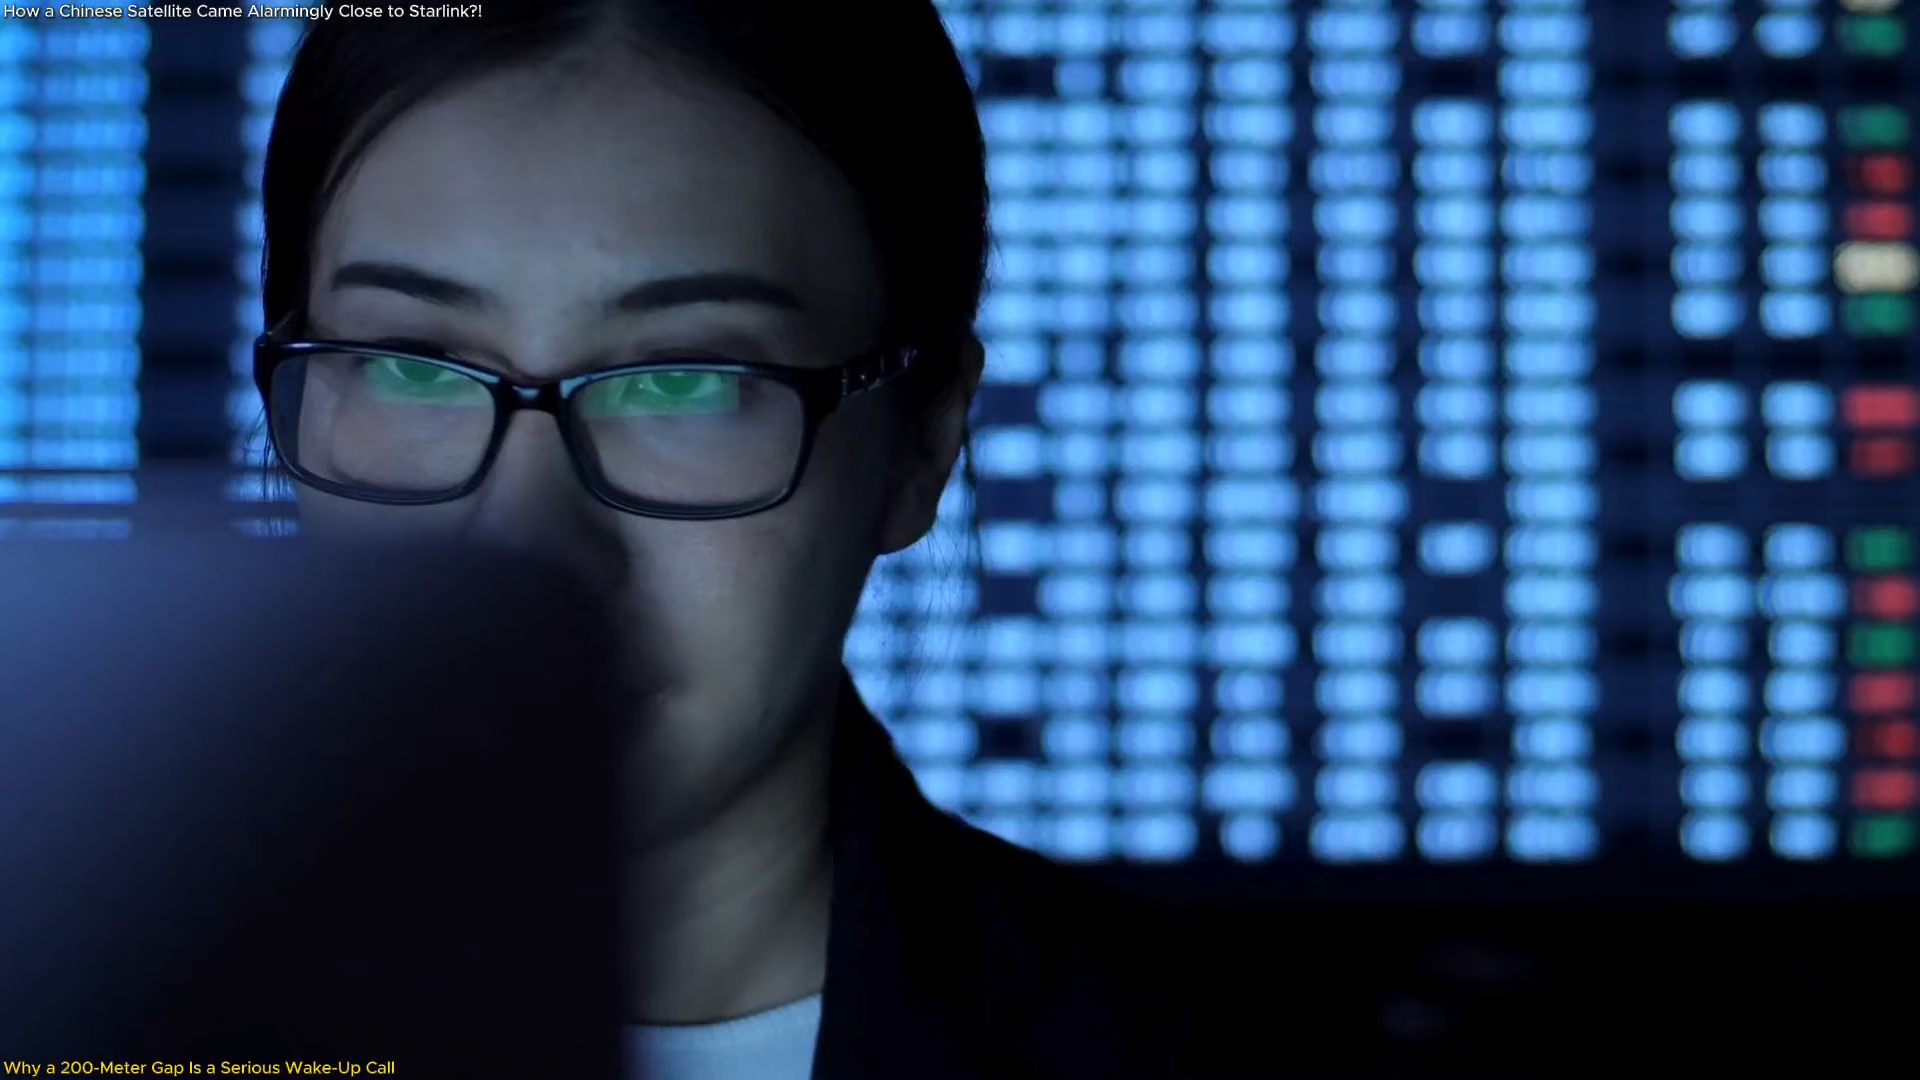 How a Chinese Satellite Came Alarmingly Close to Starlink?!
Why a 200-Meter Gap Is a Serious Wake-Up Call